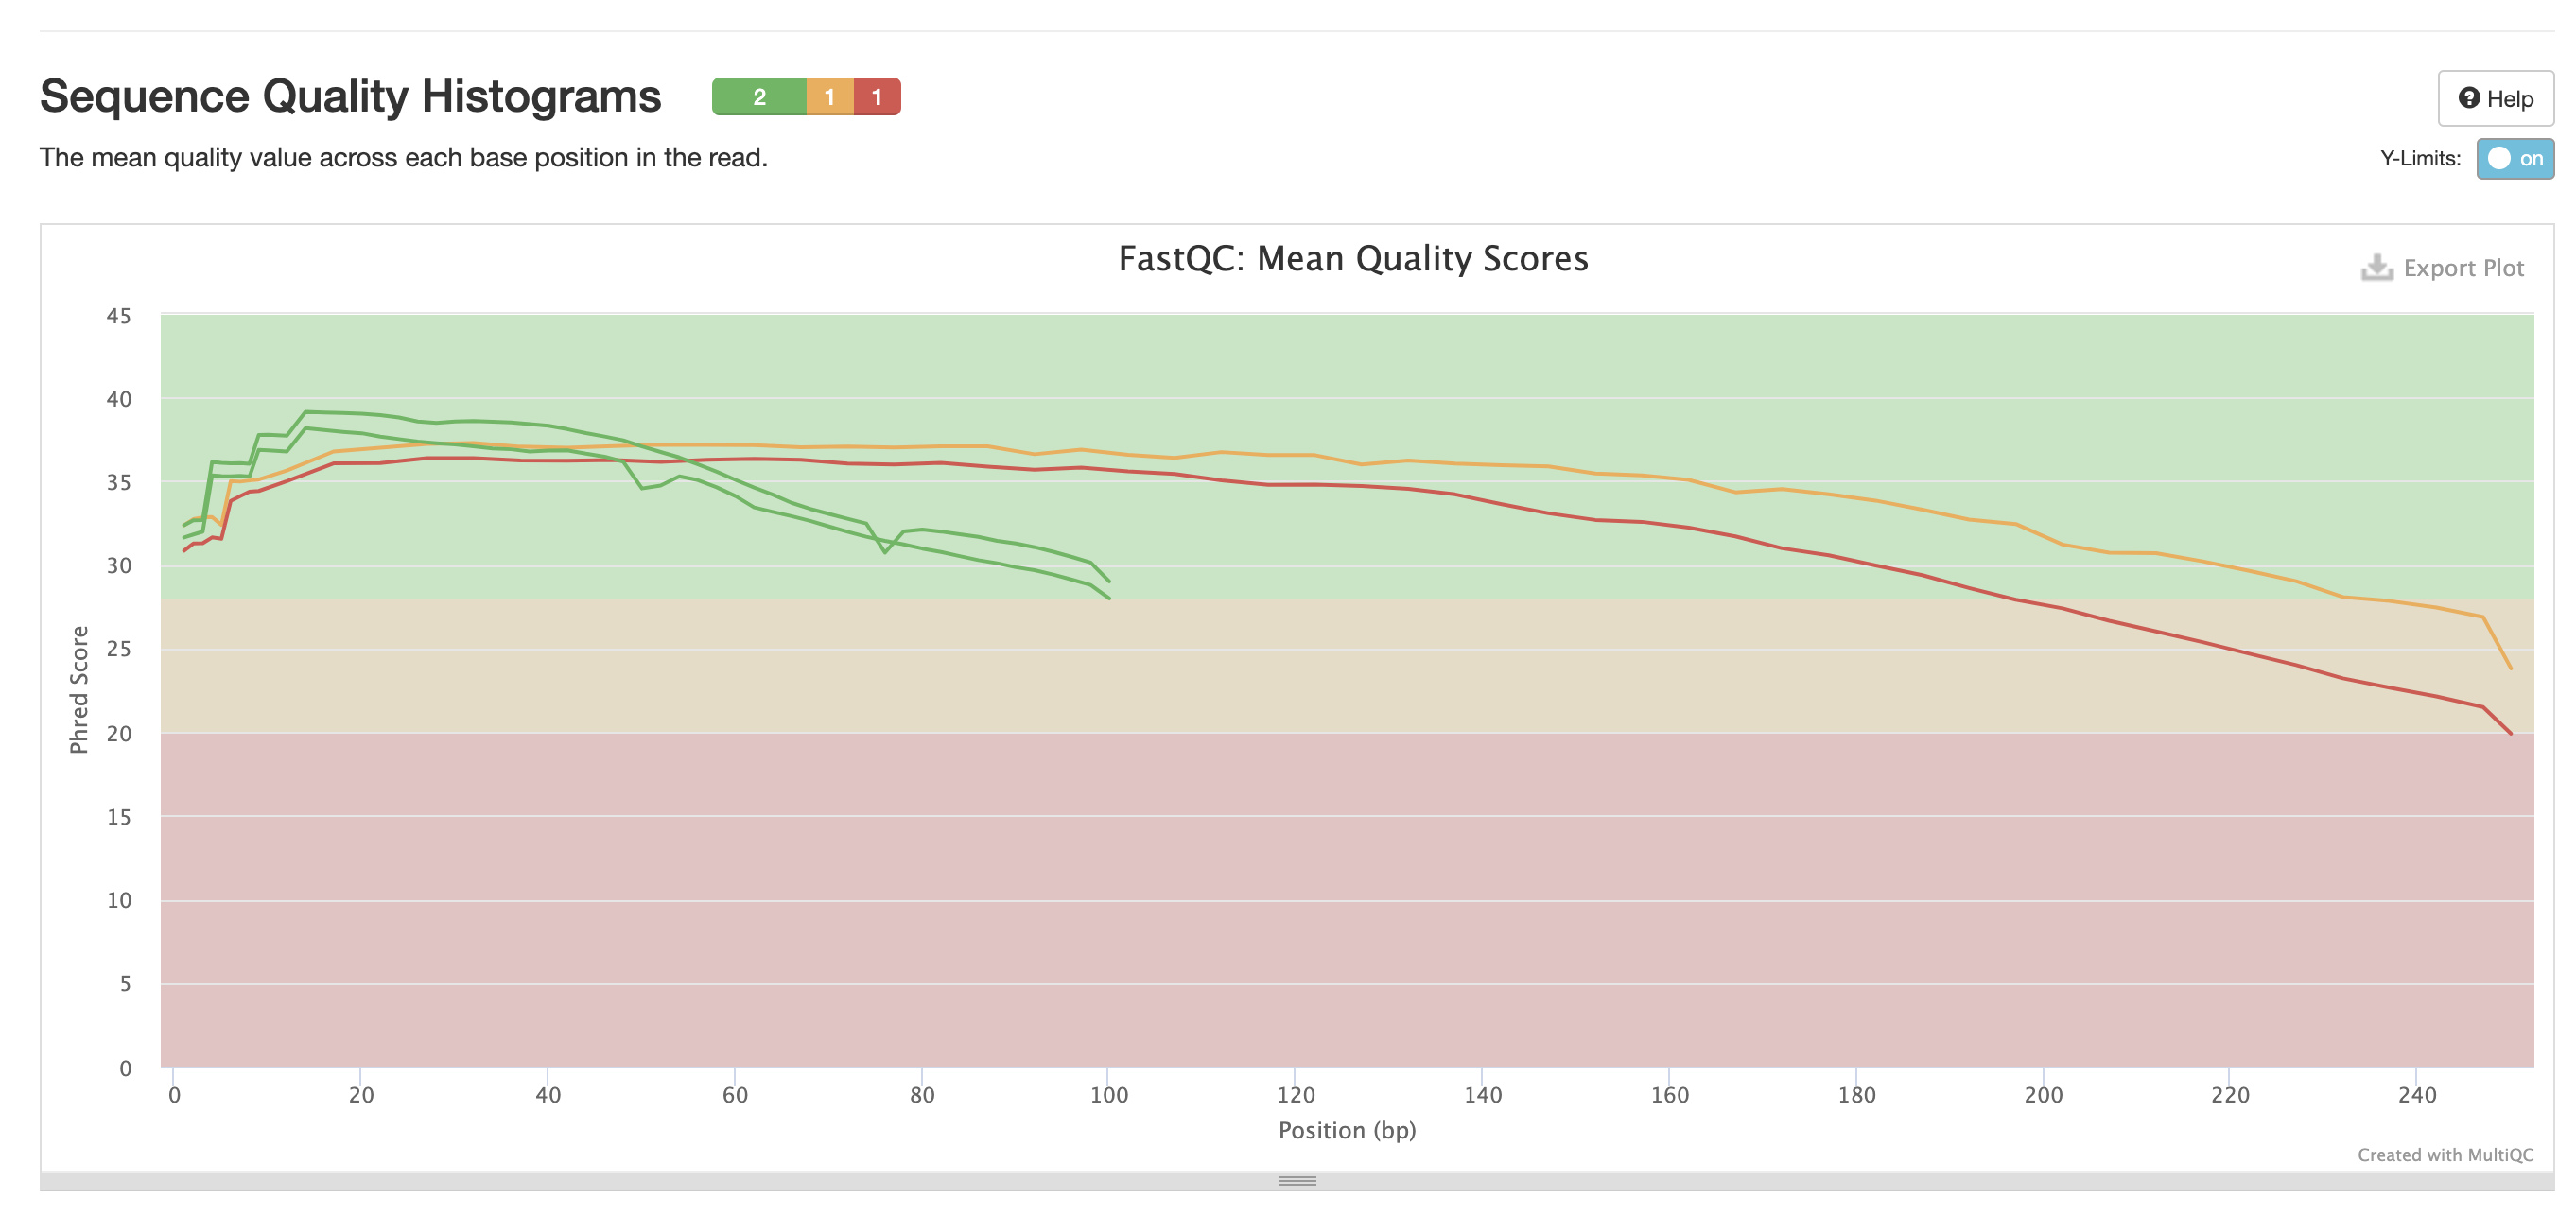 Sequence Quality Histograms 2 1 1
Help
The mean quality value across each base position in the read.
Y-Limits: on
FastQC: Mean Quality Scores
Export Plot
45
40
35
30
25
20
15
10
5
0
Phred Score
0 20 40 60 80 100 120 140 160 180 200 220 240
Position (bp)
Created with MultiQC